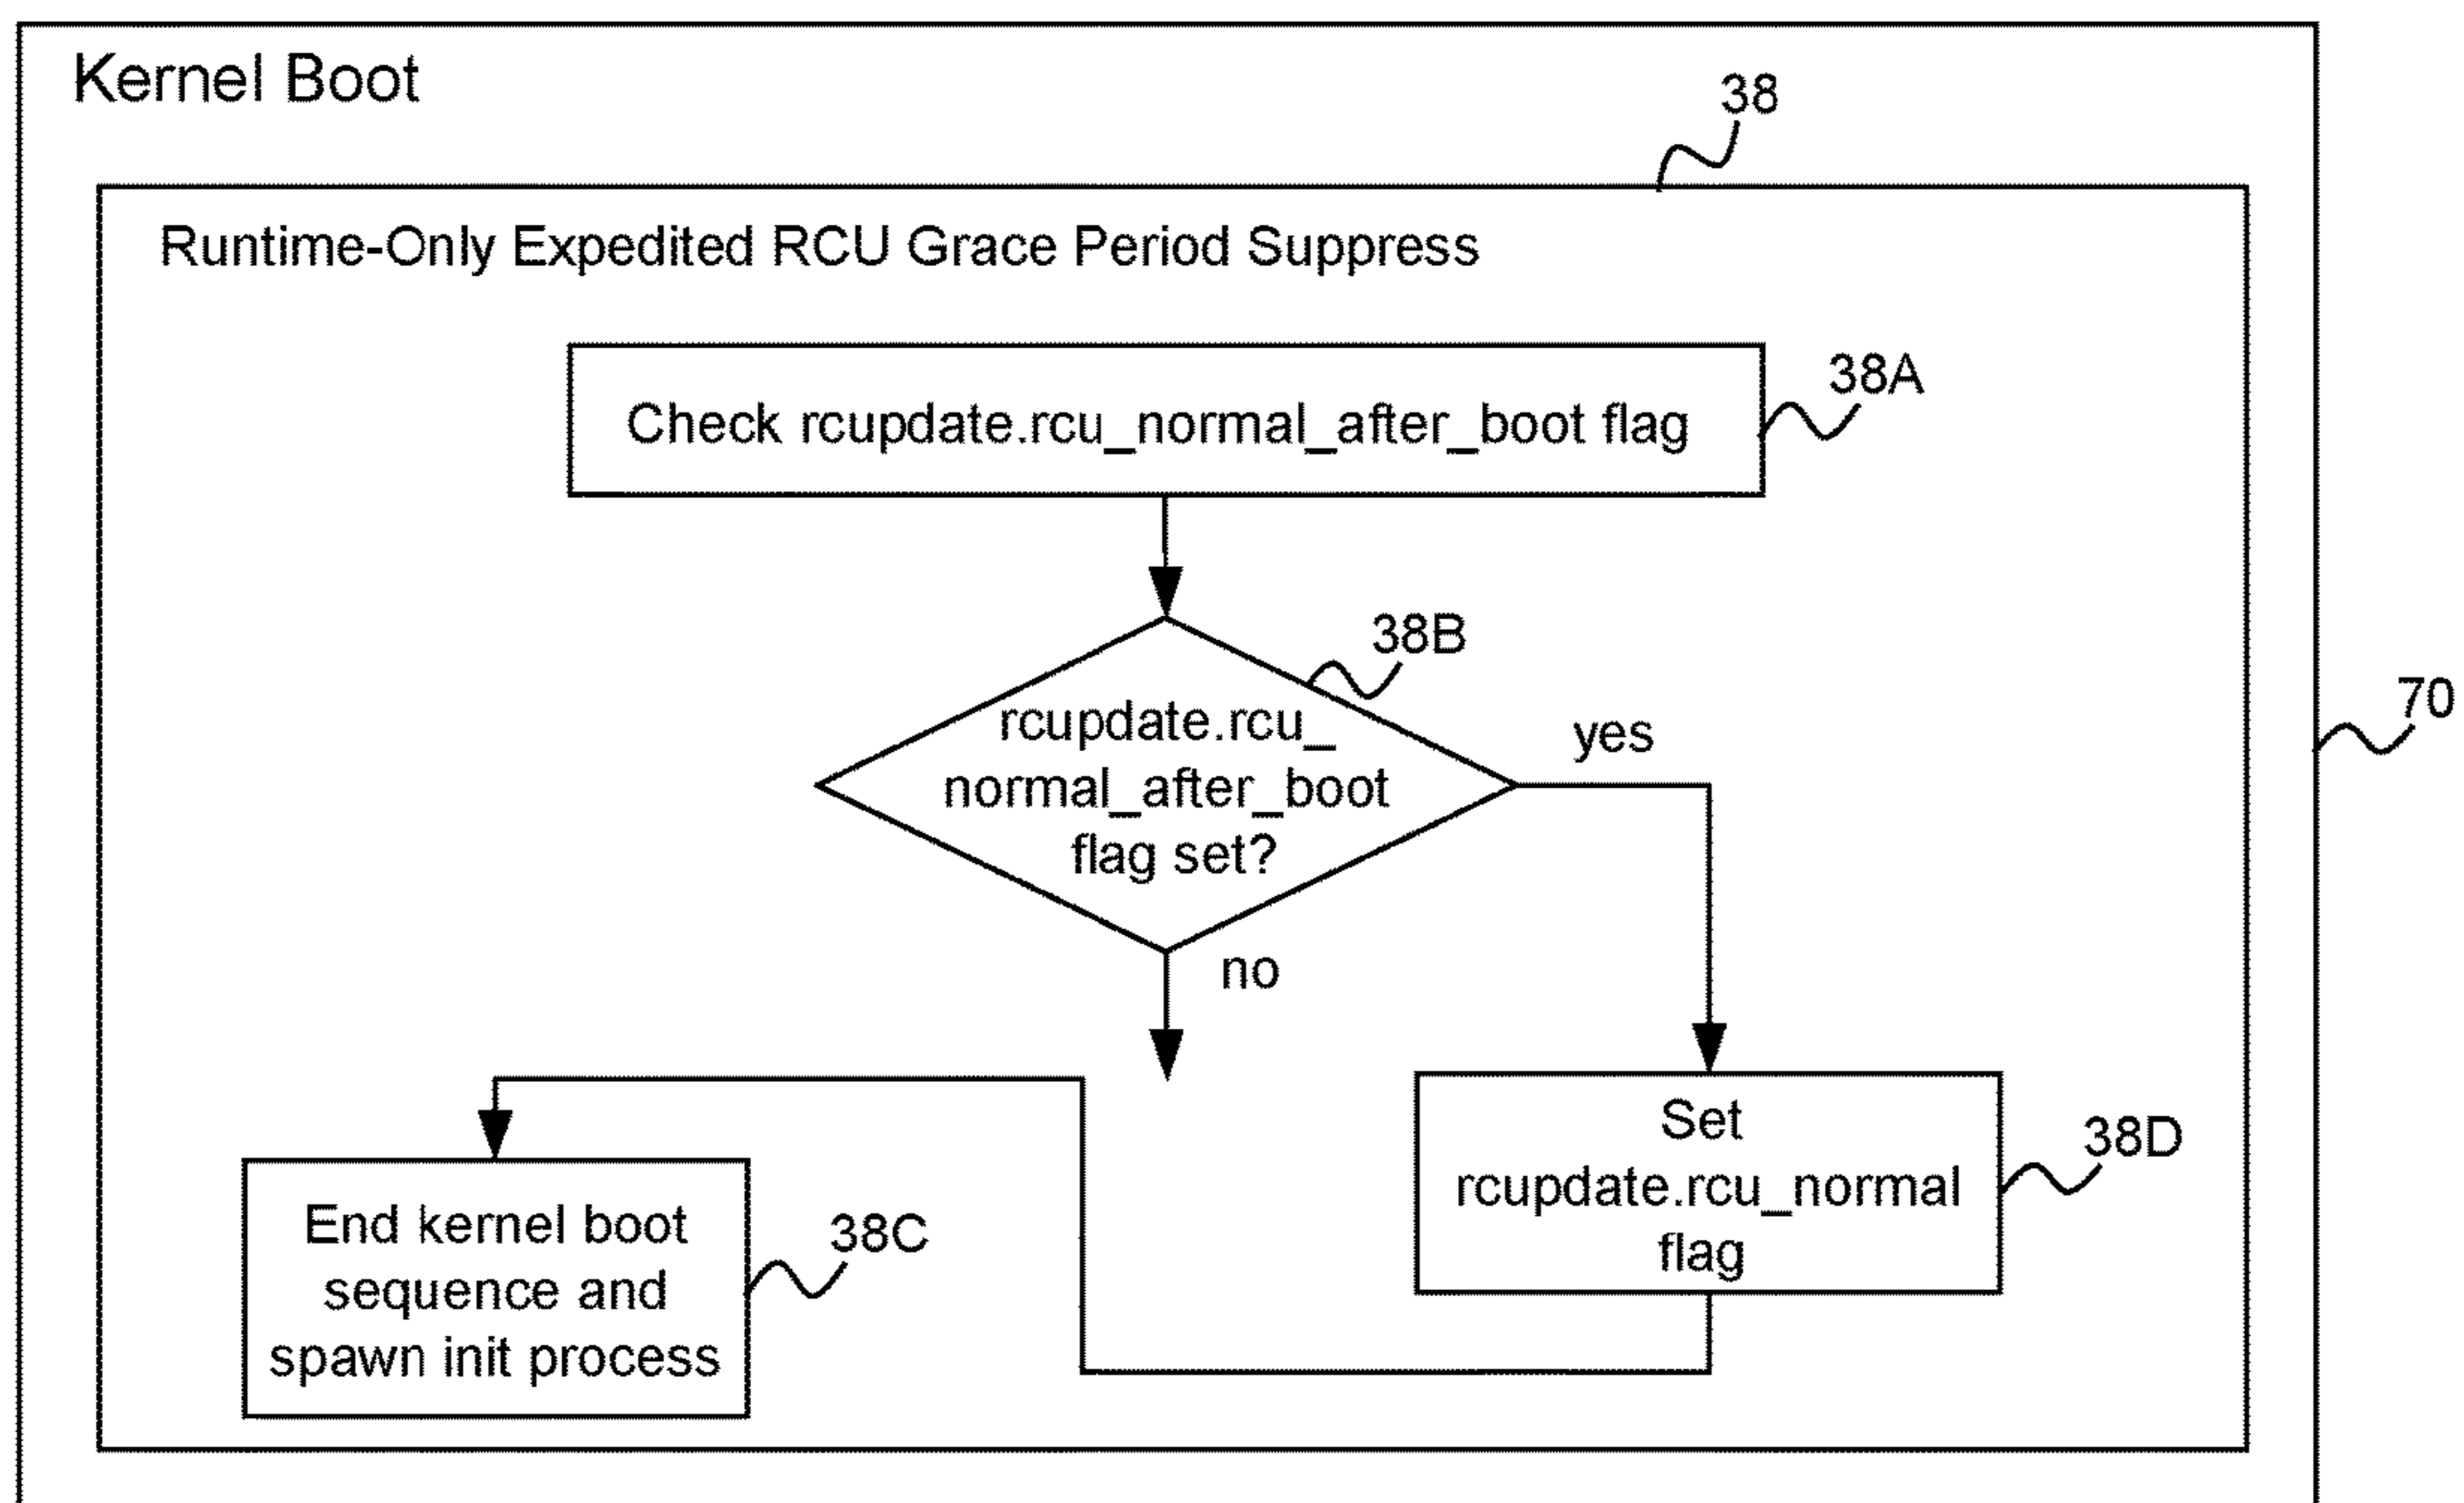 Kernel Boot
38
Runtime-Only Expedited RCU Grace Period Suppress
Check rcupdate.rcu_normal_after_boot flag
38A
38B
rcupdate.rcu_
normal_after_boot
flag set?
yes
70
no
Set
rcupdate.rcu_normal
flag
38D
End kernel boot
sequence and
spawn init process
38C